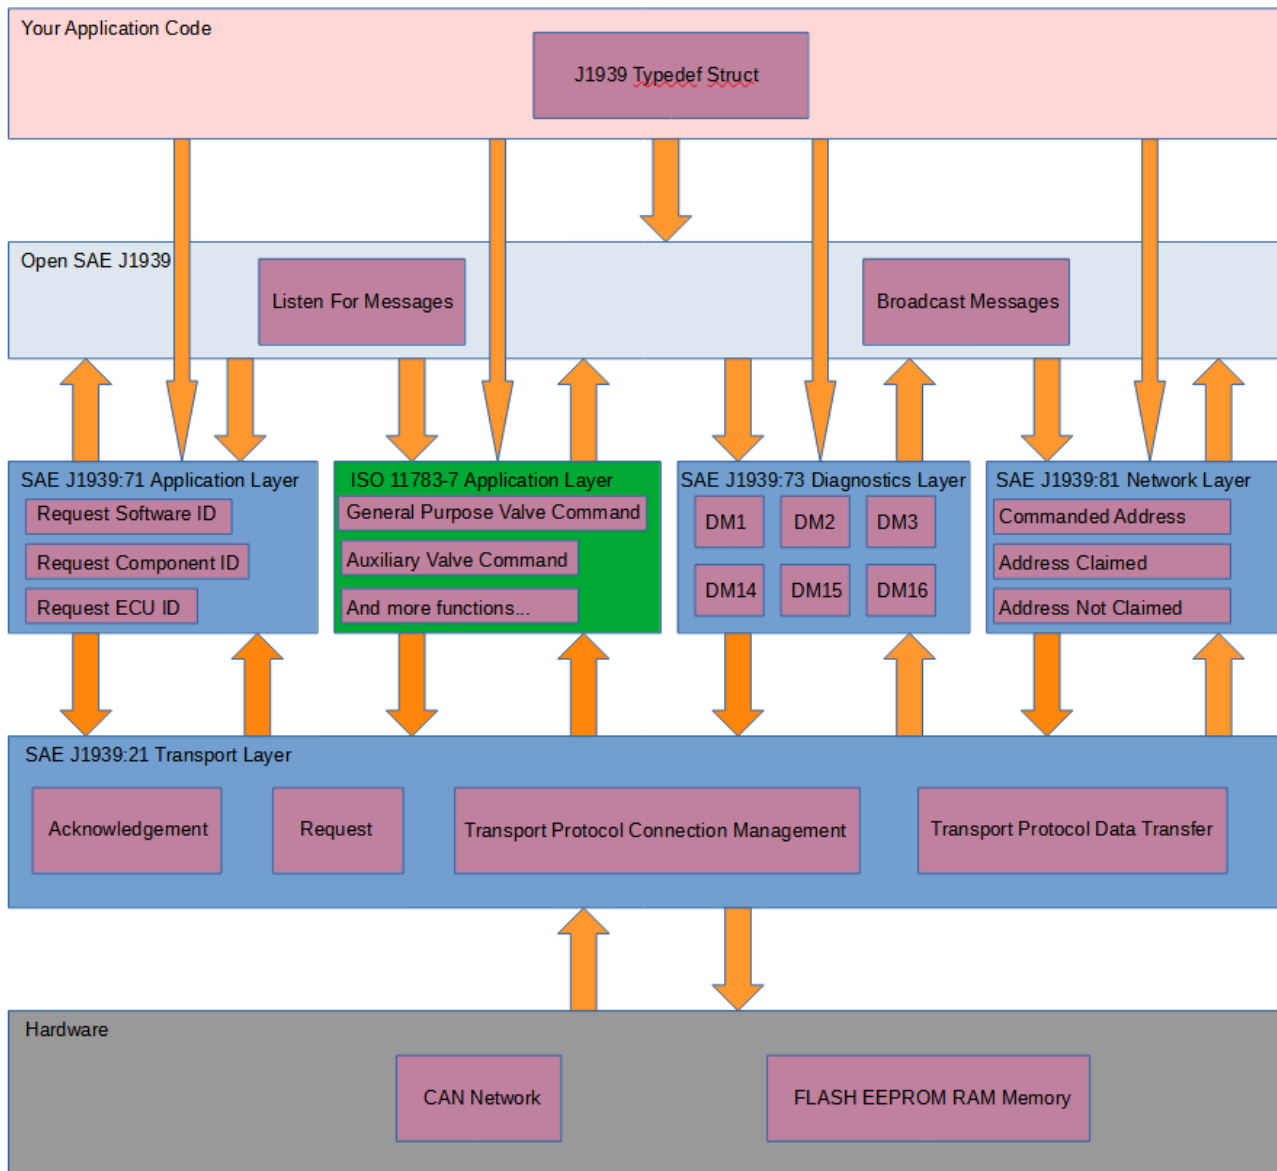 Your Application Code
J1939 Typedef Struct
Open SAE J1939
Listen For Messages
Broadcast Messages
SAE J1939:71 Application Layer
Request Software ID
Request Component ID
Request ECU ID
ISO 11783-7 Application Layer
General Purpose Valve Command
Auxiliary Valve Command
And more functions...
SAE J1939:73 Diagnostics Layer
DM1
DM2
DM3
DM14
DM15
DM16
SAE J1939:81 Network Layer
Commanded Address
Address Claimed
Address Not Claimed
SAE J1939:21 Transport Layer
Acknowledgement
Request
Transport Protocol Connection Management
Transport Protocol Data Transfer
Hardware
CAN Network
FLASH EEPROM RAM Memory